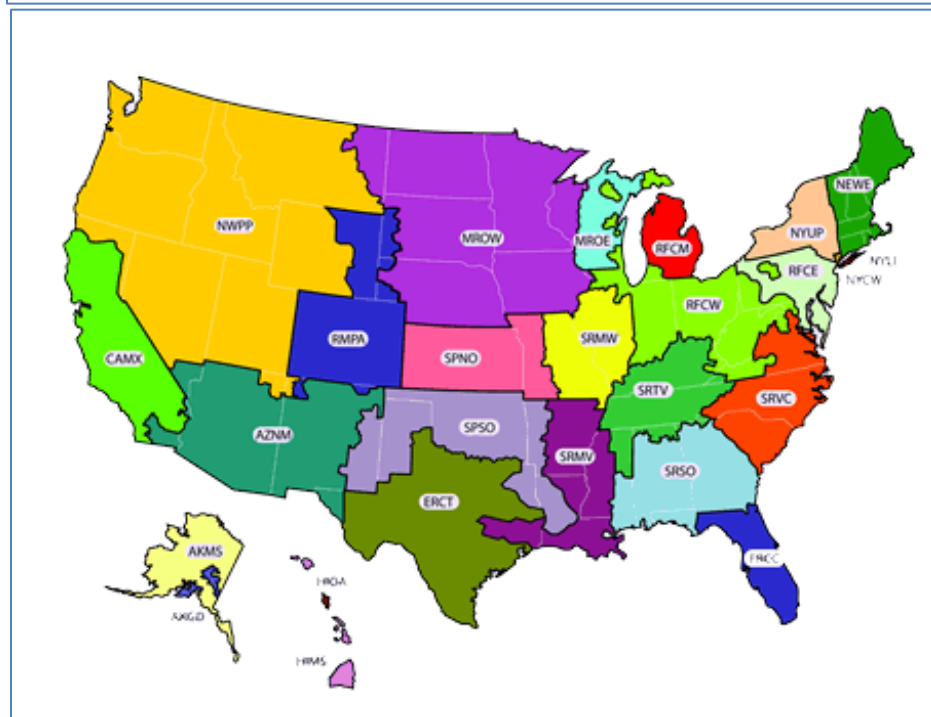 NWPP
MROW
MROE
RFCM
NYUP
NEWE
NYLI
NYCW
RFCE
RFCW
RMPA
SPNO
SRMW
CAMX
SRTV
SRVC
AZNM
SPSO
SRMV
SRSO
ERCT
FRCC
AKMS
AKGD
HIOA
HIMS